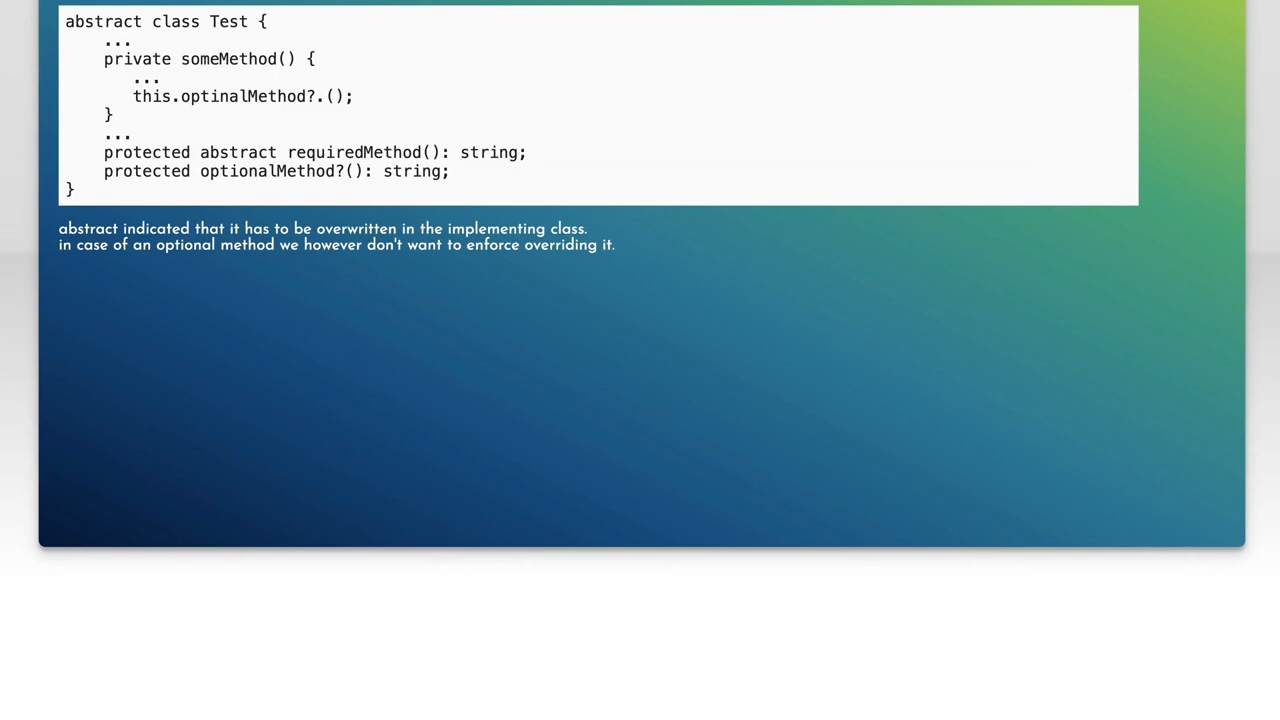 abstract class Test {
...
private someMethod() {
...
this.optinalMethod?.();
}
...
protected abstract requiredMethod(): string;
protected optionalMethod?(): string;
}
abstract indicated that it has to be overwritten in the implementing class.
in case of an optional method we however don't want to enforce overriding it.